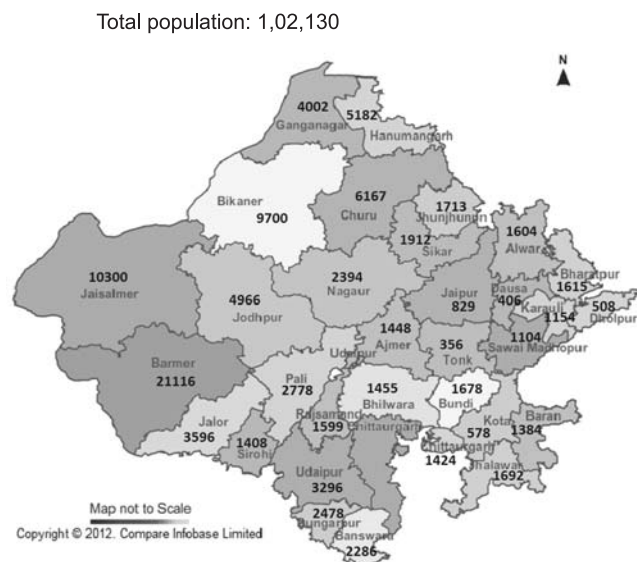 Total population: 1,02,130
N
4002
Ganganagar
5182
Hanumangarh
Bikaner
9700
6167
Churu
1713
Jhunjhunun
1912
Sikar
1604
Alwar
Bharatpur
1615
10300
Jaisalmer
4966
Jodhpur
2394
Nagaur
Jaipur
829
Dausa
406
Karauli
1154
508
Dholpur
1104
Sawai Madhopur
1448
Ajmer
356
Tonk
Udaipur
Barmer
21116
Pali
2778
Jalor
3596
1408
Sirohi
Rajsamand
1599
1455
Bhilwara
Chittaurgarh
1678
Bundi
Kota
578
Baran
1384
Chittaurgarh
1424
Jhalawar
1692
Udaipur
3296
2478
Dungarpur
Banswara
2286
Map not to Scale
Copyright © 2012. Compare Infobase Limited